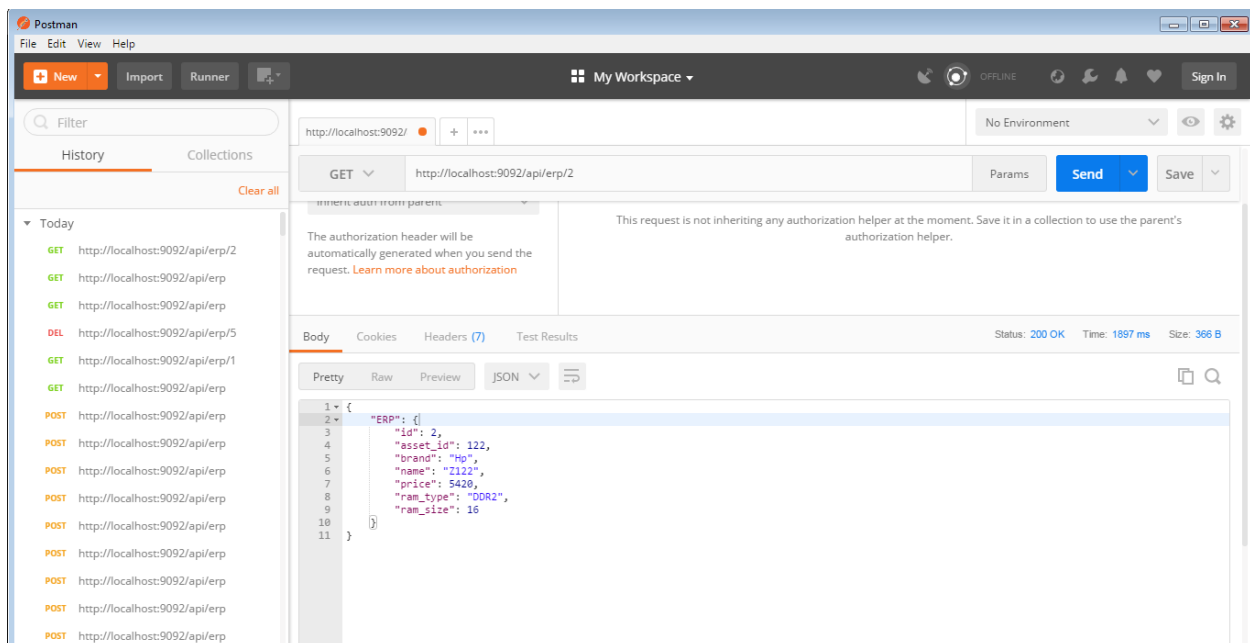 Postman
File Edit View Help
New Import Runner My Workspace OFFLINE Sign In
Filter
History Collections
Clear all
Today
GET http://localhost:9092/api/erp/2
GET http://localhost:9092/api/erp
GET http://localhost:9092/api/erp
DEL http://localhost:9092/api/erp/5
GET http://localhost:9092/api/erp/1
GET http://localhost:9092/api/erp
POST http://localhost:9092/api/erp
POST http://localhost:9092/api/erp
POST http://localhost:9092/api/erp
POST http://localhost:9092/api/erp
POST http://localhost:9092/api/erp
POST http://localhost:9092/api/erp
POST http://localhost:9092/api/erp
POST http://localhost:9092/api/erp
POST http://localhost:9092/api/erp
http://localhost:9092/ + •••
No Environment
GET http://localhost:9092/api/erp/2 Params Send Save
Inherit auth from parent
The authorization header will be
automatically generated when you send the
request. Learn more about authorization
This request is not inheriting any authorization helper at the moment. Save it in a collection to use the parent's
authorization helper.
Body Cookies Headers (7) Test Results Status: 200 OK Time: 1897 ms Size: 366 B
Pretty Raw Preview JSON
1 {
2 "ERP": {
3 "id": 2,
4 "asset_id": 122,
5 "brand": "Hp",
6 "name": "Z122",
7 "price": 5420,
8 "ram_type": "DDR2",
9 "ram_size": 16
10 }
11 }